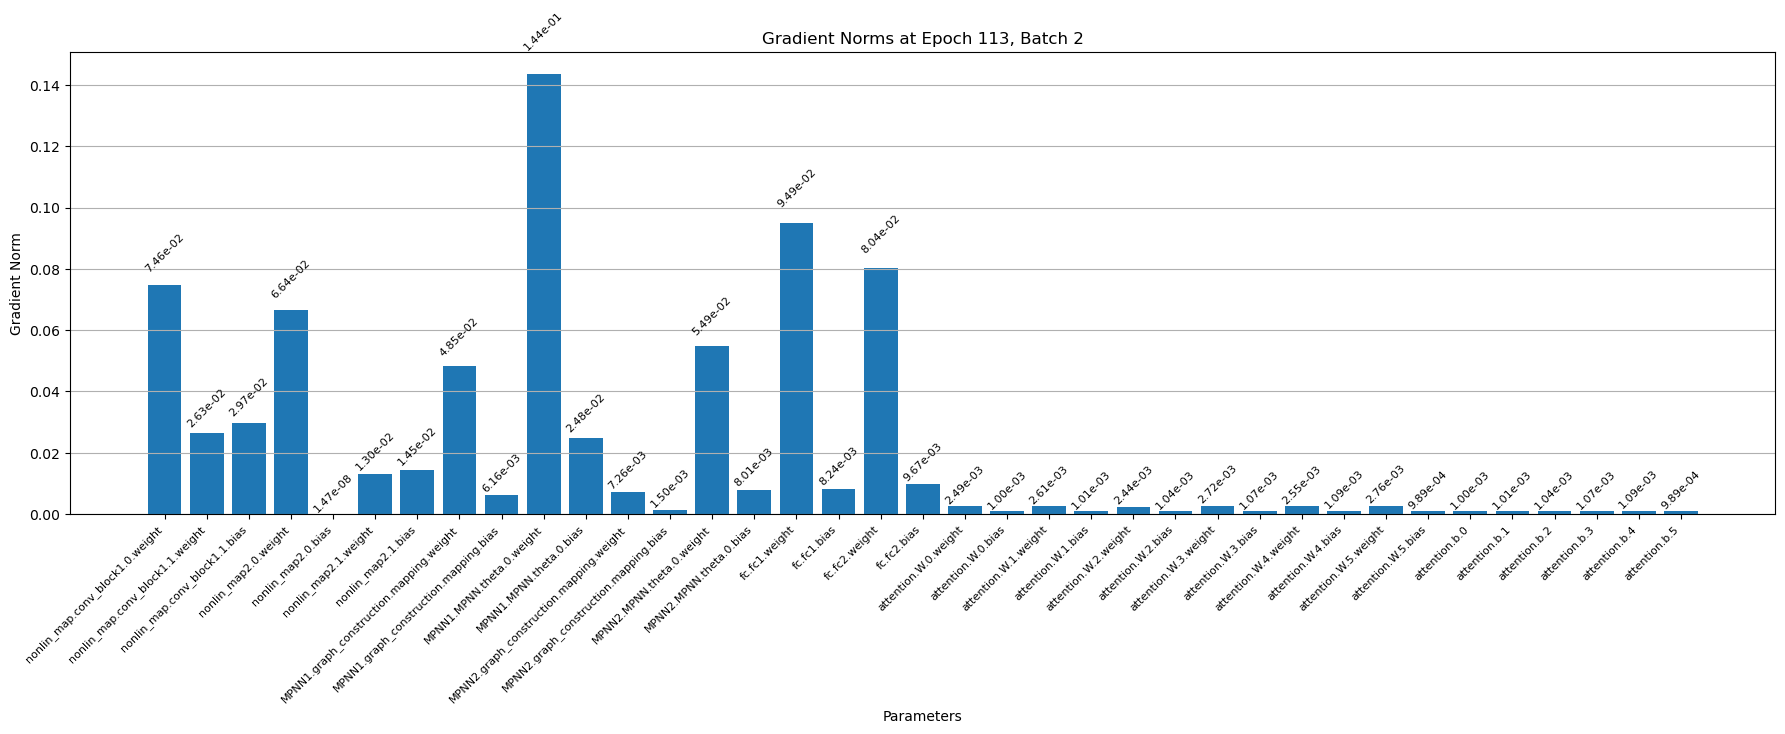 Gradient Norms at Epoch 113, Batch 2
Gradient Norm
0.14
0.12
0.10
0.08
0.06
0.04
0.02
0.00
7.46e-02
2.63e-02
2.97e-02
6.64e-02
1.47e-08
1.30e-02
1.45e-02
4.85e-02
6.16e-03
1.44e-01
2.48e-02
7.26e-03
1.50e-03
5.49e-02
8.01e-03
9.49e-02
8.24e-03
8.04e-02
9.67e-03
2.49e-03
1.00e-03
2.61e-03
1.01e-03
2.44e-03
1.04e-03
2.72e-03
1.07e-03
2.55e-03
1.09e-03
2.76e-03
9.89e-04
1.00e-03
1.01e-03
1.04e-03
1.07e-03
1.09e-03
9.89e-04
nonlin_map.conv_block1.0.weight
nonlin_map.conv_block1.1.weight
nonlin_map.conv_block1.1.bias
nonlin_map2.0.weight
nonlin_map2.0.bias
nonlin_map2.1.weight
nonlin_map2.1.bias
MPNN1.graph_construction.mapping.weight
MPNN1.graph_construction.mapping.bias
MPNN1.MPNN.theta.0.weight
MPNN1.MPNN.theta.0.bias
MPNN2.graph_construction.mapping.weight
MPNN2.graph_construction.mapping.bias
MPNN2.MPNN.theta.0.weight
MPNN2.MPNN.theta.0.bias
fc.fc1.weight
fc.fc1.bias
fc.fc2.weight
fc.fc2.bias
attention.W.0.weight
attention.W.0.bias
attention.W.1.weight
attention.W.1.bias
attention.W.2.weight
attention.W.2.bias
attention.W.3.weight
attention.W.3.bias
attention.W.4.weight
attention.W.4.bias
attention.W.5.weight
attention.W.5.bias
attention.b.0
attention.b.1
attention.b.2
attention.b.3
attention.b.4
attention.b.5
Parameters